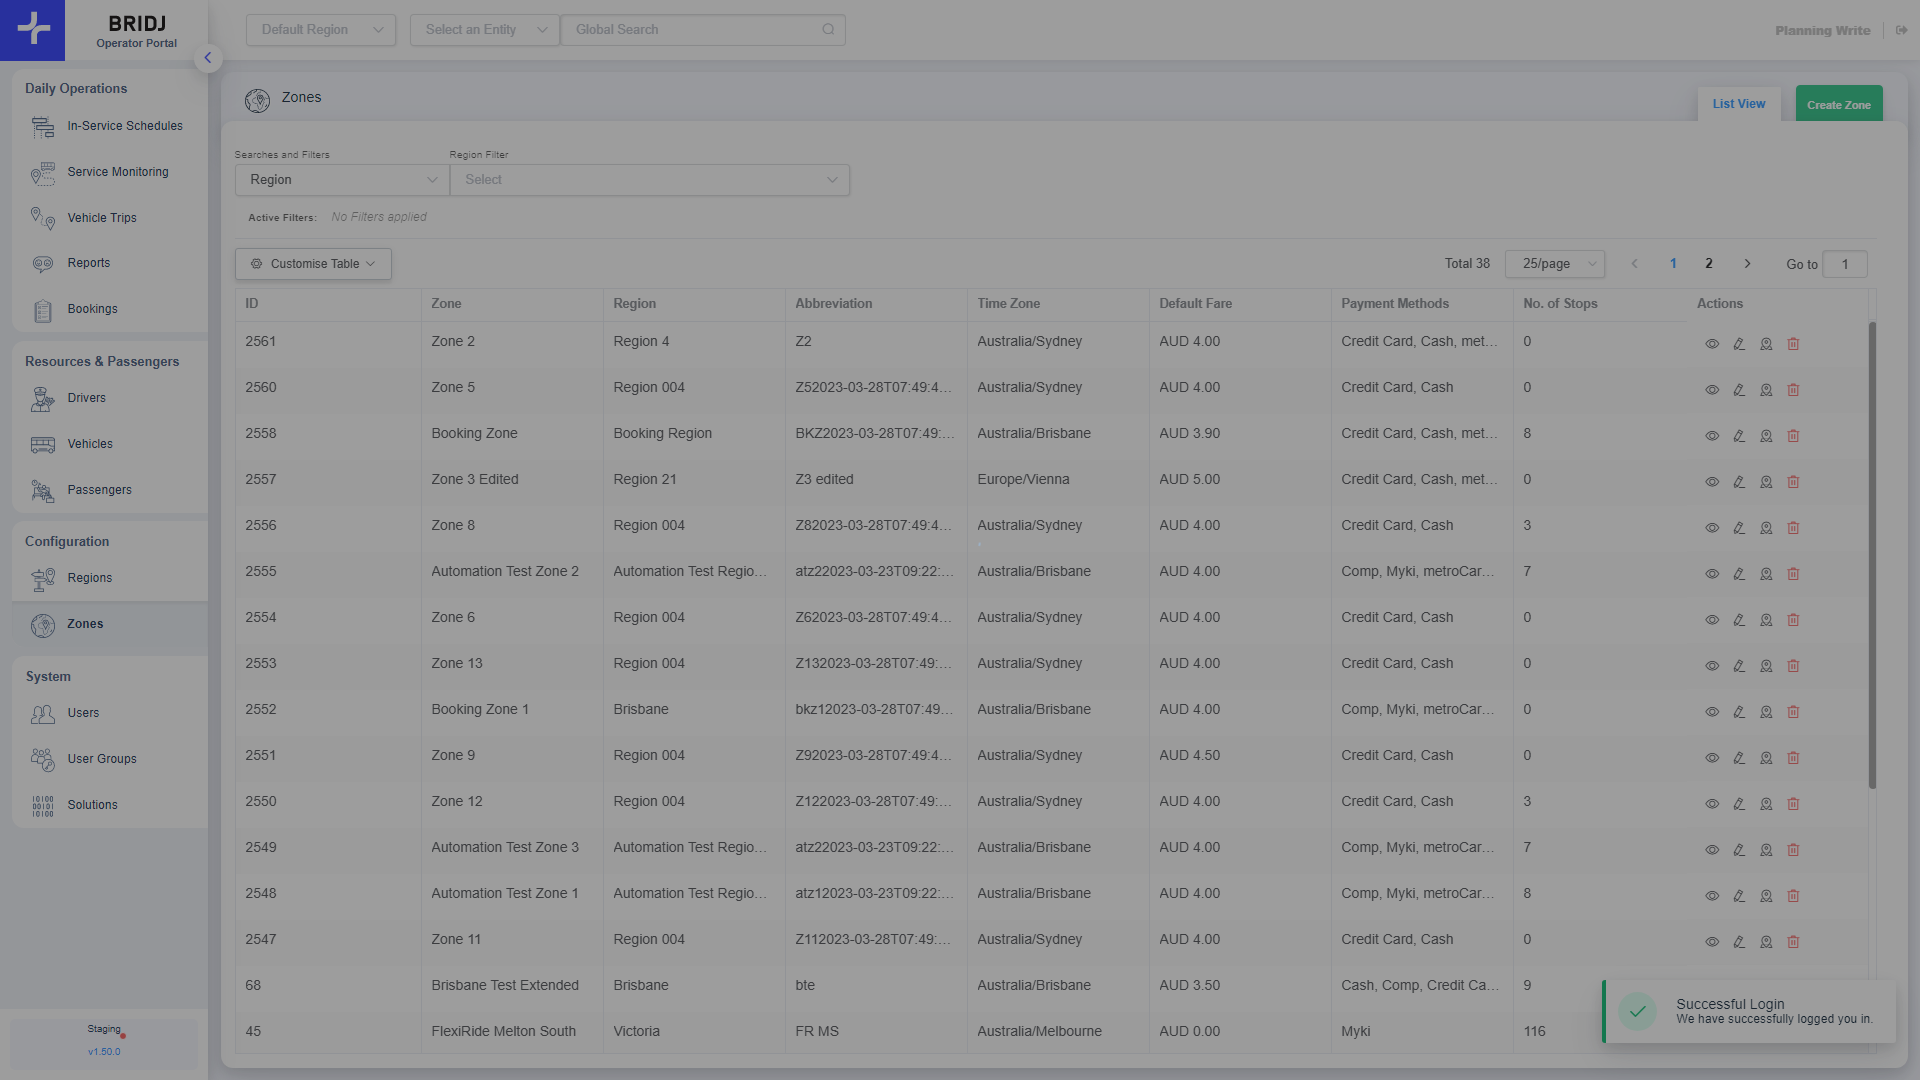 BRIDJ
Operator Portal
Default Region
Select an Entity
Global Search
Planning Write
Daily Operations
In-Service Schedules
Service Monitoring
Vehicle Trips
Reports
Bookings
Resources & Passengers
Drivers
Vehicles
Passengers
Configuration
Regions
Zones
System
Users
User Groups
10100
00101
10100
Solutions
Staging
v1.50.0
Zones
List View
Create Zone
Searches and Filters
Region Filter
Region
Select
Active Filters: No Filters applied
Customise Table
Total 38 25/page 1 2 Go to 1
ID Zone Region Abbreviation Time Zone Default Fare Payment Methods No. of Stops Actions
2561 Zone 2 Region 4 Z2 Australia/Sydney AUD 4.00 Credit Card, Cash, met... 0
2560 Zone 5 Region 004 Z52023-03-28T07:49:4... Australia/Sydney AUD 4.00 Credit Card, Cash 0
2558 Booking Zone Booking Region BKZ2023-03-28T07:49:... Australia/Brisbane AUD 3.90 Credit Card, Cash, met... 8
2557 Zone 3 Edited Region 21 Z3 edited Europe/Vienna AUD 5.00 Credit Card, Cash, met... 0
2556 Zone 8 Region 004 Z82023-03-28T07:49:4... Australia/Sydney AUD 4.00 Credit Card, Cash 3
2555 Automation Test Zone 2 Automation Test Regio... atz22023-03-23T09:22:... Australia/Brisbane AUD 4.00 Comp, Myki, metroCar... 7
2554 Zone 6 Region 004 Z62023-03-28T07:49:4... Australia/Sydney AUD 4.00 Credit Card, Cash 0
2553 Zone 13 Region 004 Z132023-03-28T07:49:... Australia/Sydney AUD 4.00 Credit Card, Cash 0
2552 Booking Zone 1 Brisbane bkz12023-03-28T07:49... Australia/Brisbane AUD 4.00 Comp, Myki, metroCar... 0
2551 Zone 9 Region 004 Z92023-03-28T07:49:4... Australia/Sydney AUD 4.50 Credit Card, Cash 0
2550 Zone 12 Region 004 Z122023-03-28T07:49:... Australia/Sydney AUD 4.00 Credit Card, Cash 3
2549 Automation Test Zone 3 Automation Test Regio... atz22023-03-23T09:22:... Australia/Brisbane AUD 4.00 Comp, Myki, metroCar... 7
2548 Automation Test Zone 1 Automation Test Regio... atz12023-03-23T09:22:... Australia/Brisbane AUD 4.00 Comp, Myki, metroCar... 8
2547 Zone 11 Region 004 Z112023-03-28T07:49:... Australia/Sydney AUD 4.00 Credit Card, Cash 0
68 Brisbane Test Extended Brisbane bte Australia/Brisbane AUD 3.50 Cash, Comp, Credit Ca... 9
45 FlexiRide Melton South Victoria FR MS Australia/Melbourne AUD 0.00 Myki 116
Successful Login
We have successfully logged you in.